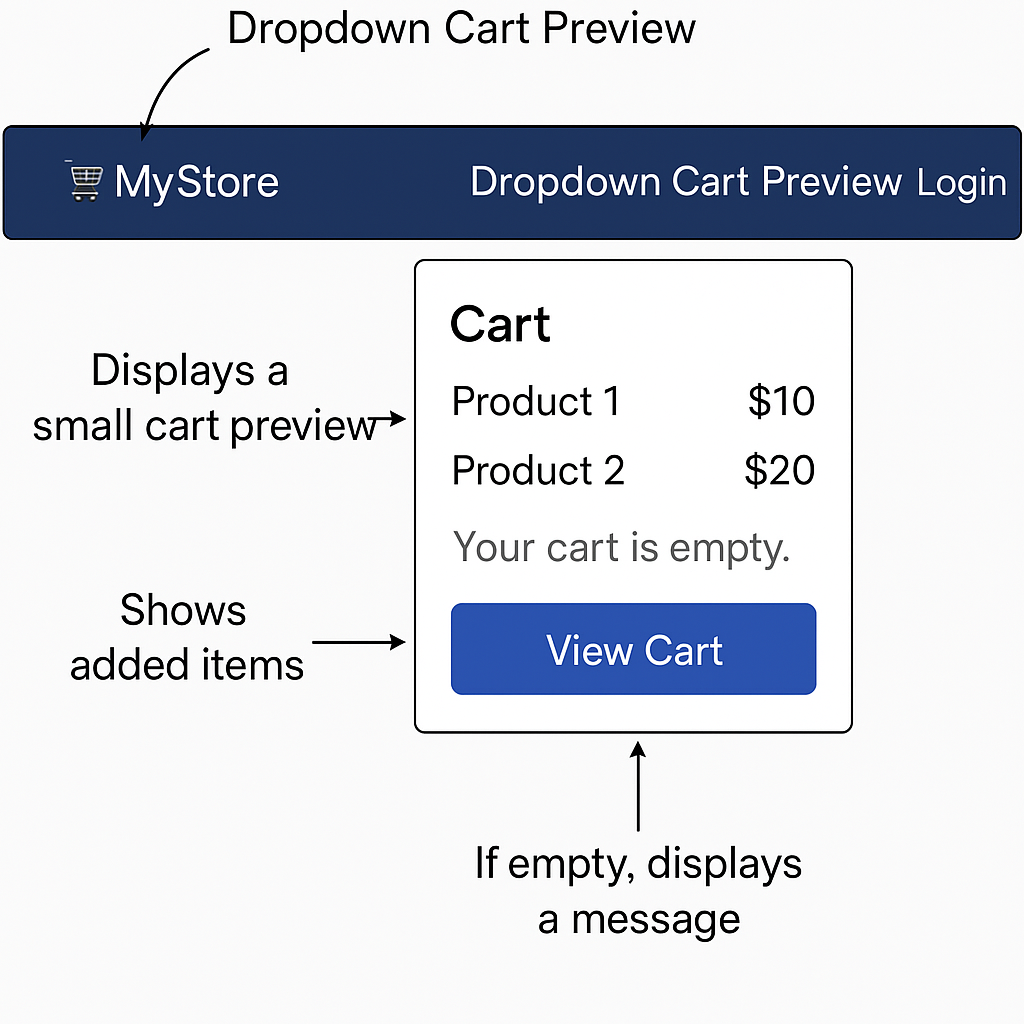 Dropdown Cart Preview
MyStore
Dropdown Cart Preview
Login
Cart
Product 1 $10
Product 2 $20
Your cart is empty.
View Cart
Displays a
small cart preview
Shows
added items
If empty, displays
a message